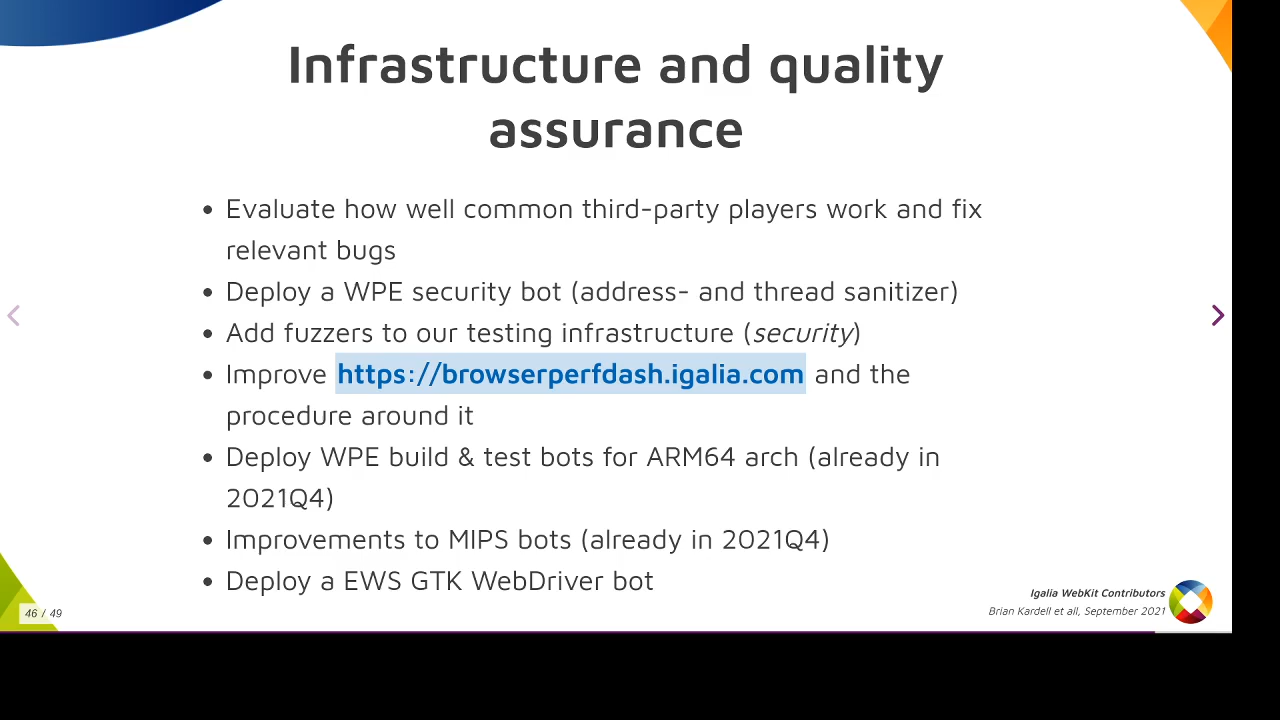 Infrastructure and quality
assurance
• Evaluate how well common third-party players work and fix
relevant bugs
• Deploy a WPE security bot (address- and thread sanitizer)
• Add fuzzers to our testing infrastructure (security)
• Improve https://browserperfdash.igalia.com and the
procedure around it
• Deploy WPE build & test bots for ARM64 arch (already in
2021Q4)
• Improvements to MIPS bots (already in 2021Q4)
• Deploy a EWS GTK WebDriver bot
Igalia WebKit Contributors
Brian Kardell et all, September 2021
46 / 49